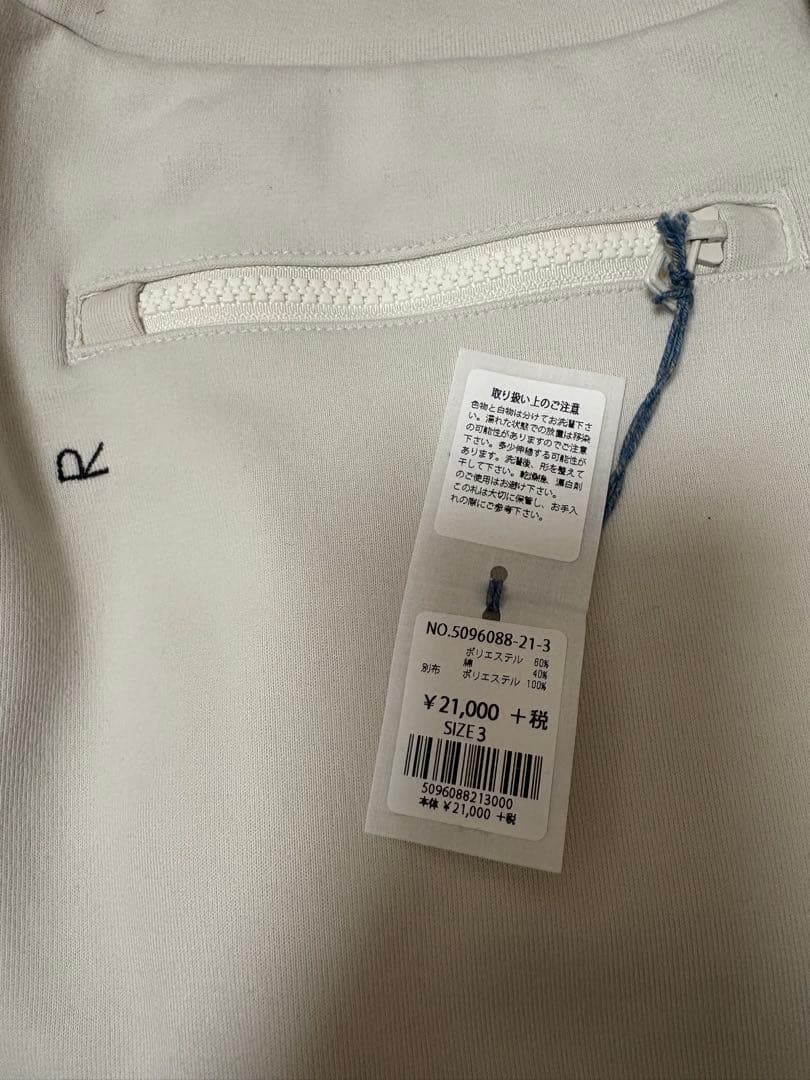 R
取り扱い上のご注意
色物と白物は分けてお洗濯下さ
い。濡れた状態での放置は移染
の可能性がありますのでご注意
下さい。多少伸縮する可能性が
あります。洗濯後、形を整えて
干して下さい。乾燥機、漂白剤
のご使用はお避け下さい。
この札は大切に保管し、お手入
れの際にご参考下さい。
NO.5096088-21-3
ポリエステル 60%
綿 40%
別布 ポリエステル 100%
¥21,000 +税
SIZE 3
5096088213000
本体 ¥21,000 +税